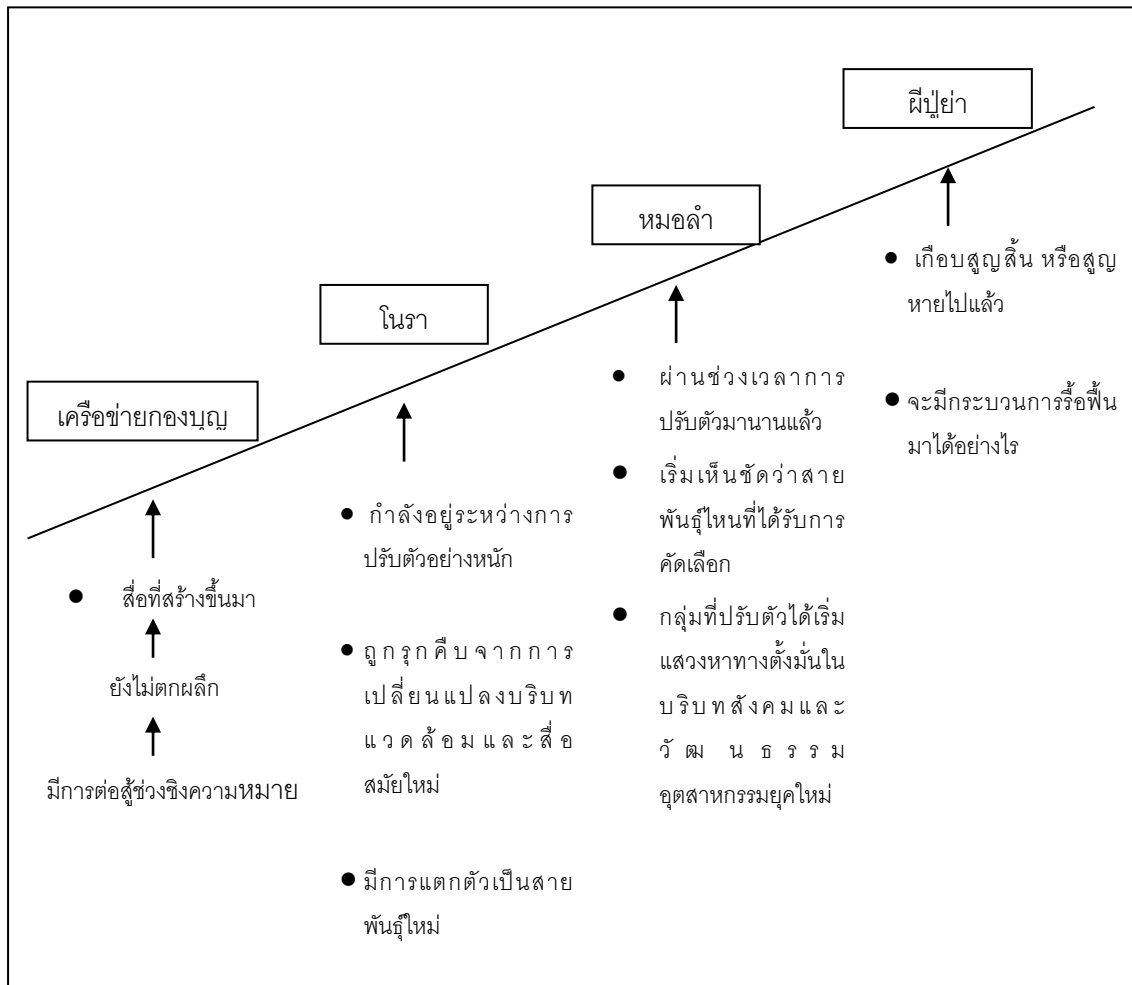 ผีปู่ย่า
หมอลำ
โนรา
เครือข่ายกองบุญ
● สื่อที่สร้างขึ้นมา
ยังไม่ตกผลึก
มีการต่อสู้ช่วงชิงความหมาย
● กำลังอยู่ระหว่างการ
ปรับตัวอย่างหนัก
● ถูกรุกคืบจากการ
เปลี่ยนแปลงบริบท
แวดล้อมและสื่อ
สมัยใหม่
● มีการแตกตัวเป็นสาย
พันธุ์ใหม่
● ผ่านช่วงเวลาการ
ปรับตัวมานานแล้ว
● เริ่มเห็นชัดว่าสาย
พันธุ์ไหนที่ได้รับการ
คัดเลือก
● กลุ่มที่ปรับตัวได้เริ่ม
แสวงหาทางตั้งมั่นใน
บริบทสังคมและ
วัฒนธรรม
อุตสาหกรรมยุคใหม่
● เกือบสูญสิ้น หรือสูญ
หายไปแล้ว
● จะมีกระบวนการรื้อฟื้น
มาได้อย่างไร